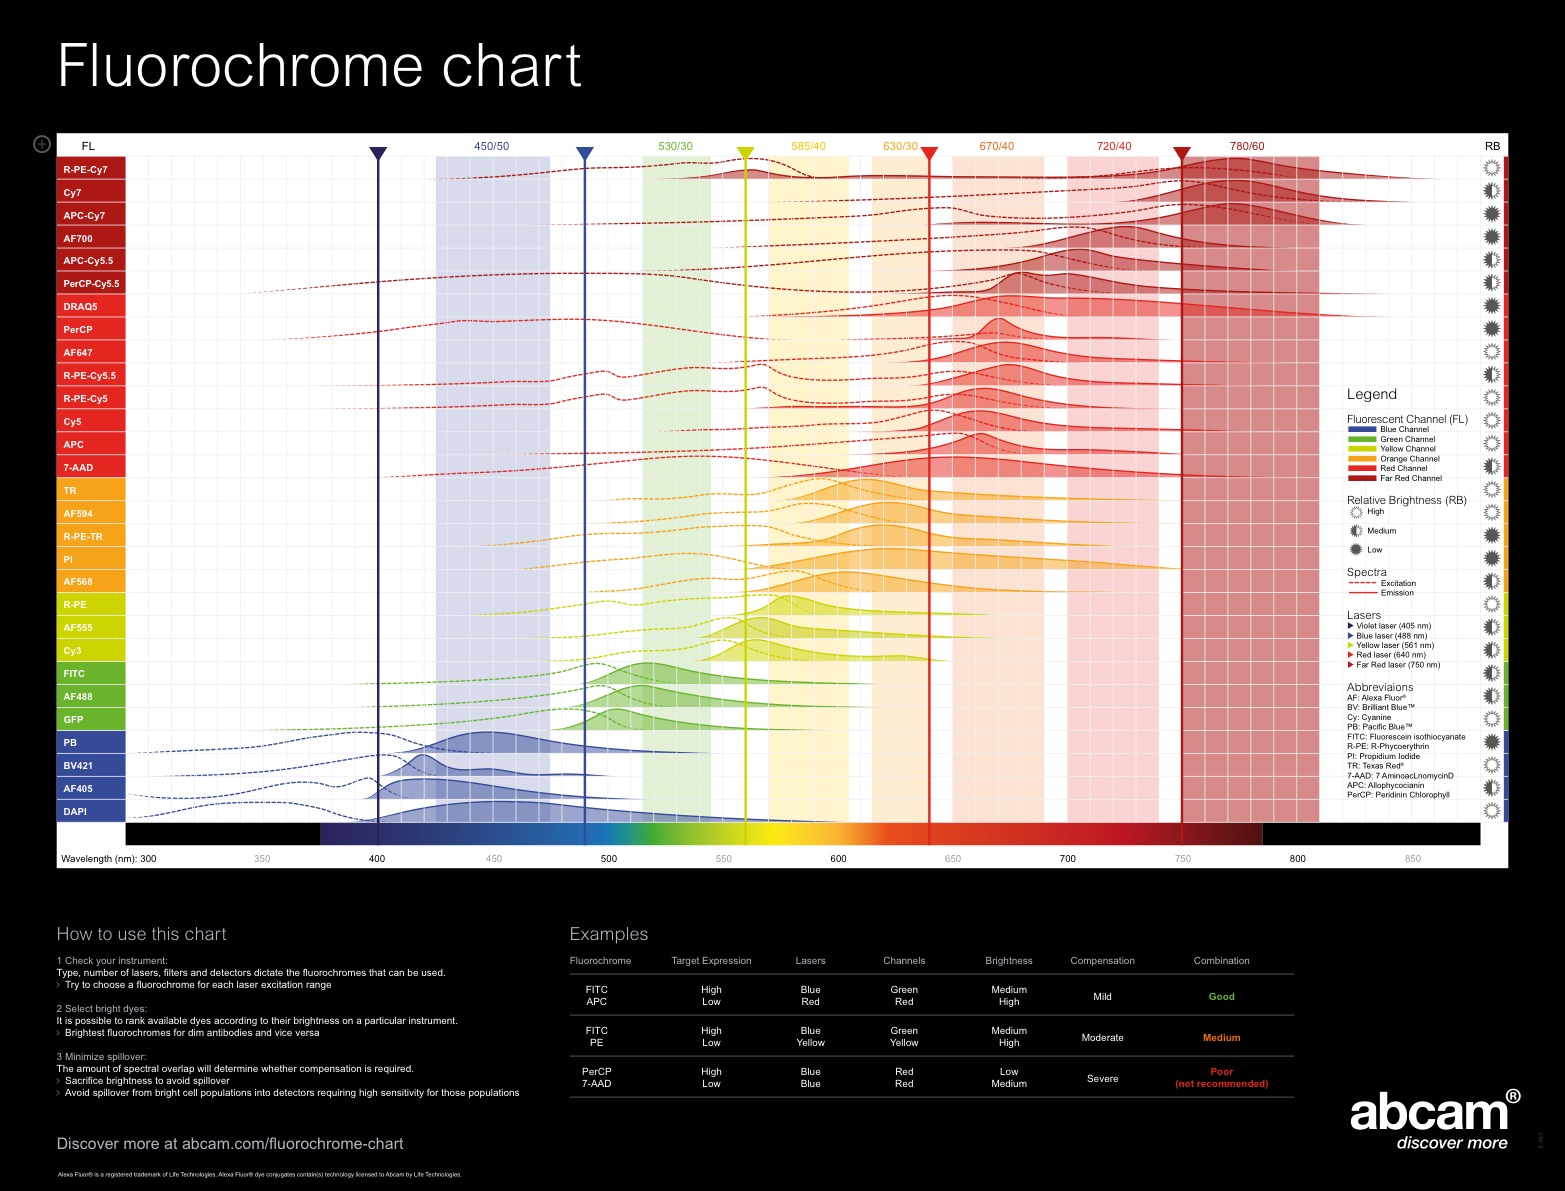 Fluorochrome chart
FL
450/50
530/30
585/40
630/30
670/40
720/40
780/60
RB
R-PE-Cy7
Cy7
APC-Cy7
AF700
APC-Cy5.5
PerCP-Cy5.5
DRAQ5
PerCP
AF647
R-PE-Cy5.5
R-PE-Cy5
Cy5
APC
7-AAD
TR
AF594
R-PE-TR
PI
AF568
R-PE
AF555
Cy3
FITC
AF488
GFP
PB
BV421
AF405
DAPI
Legend
Fluorescent Channel (FL)
Blue Channel
Green Channel
Yellow Channel
Orange Channel
Red Channel
Far Red Channel
Relative Brightness (RB)
High
Medium
Low
Spectra
Excitation
Emission
Lasers
Violet laser (405 nm)
Blue laser (488 nm)
Yellow laser (561 nm)
Red laser (640 nm)
Far Red laser (750 nm)
Abbreviaions
AF: Alexa Fluor®
BV: Brilliant Blue™
Cy: Cyanine
PB: Pacific Blue™
FITC: Fluorescein isothiocyanate
R-PE: R-Phycoerythrin
PI: Propidium Iodide
TR: Texas Red®
7-AAD: 7 AminoacLnomycinD
APC: Allophycocianin
PerCP: Peridinin Chlorophyll
Wavelength (nm): 300 350 400 450 500 550 600 650 700 750 800 850
How to use this chart
1 Check your instrument:
Type, number of lasers, filters and detectors dictate the fluorochromes that can be used.
› Try to choose a fluorochrome for each laser excitation range
2 Select bright dyes:
It is possible to rank available dyes according to their brightness on a particular instrument.
› Brightest fluorochromes for dim antibodies and vice versa
3 Minimize spillover:
The amount of spectral overlap will determine whether compensation is required.
› Sacrifice brightness to avoid spillover
› Avoid spillover from bright cell populations into detectors requiring high sensitivity for those populations
Discover more at abcam.com/fluorochrome-chart
Alexa Fluor® is a registered trademark of Life Technologies. Alexa Fluor® dye conjugates contain(s) technology licensed to Abcam by Life Technologies.
Examples
Fluorochrome Target Expression Lasers Channels Brightness Compensation Combination
FITC High Blue Green Medium
APC Low Red Red High
Mild Good
FITC High Blue Green Medium
PE Low Yellow Yellow High
Moderate Medium
PerCP High Blue Red Low
7-AAD Low Blue Red Medium
Severe Poor
(not recommended)
abcam®
discover more